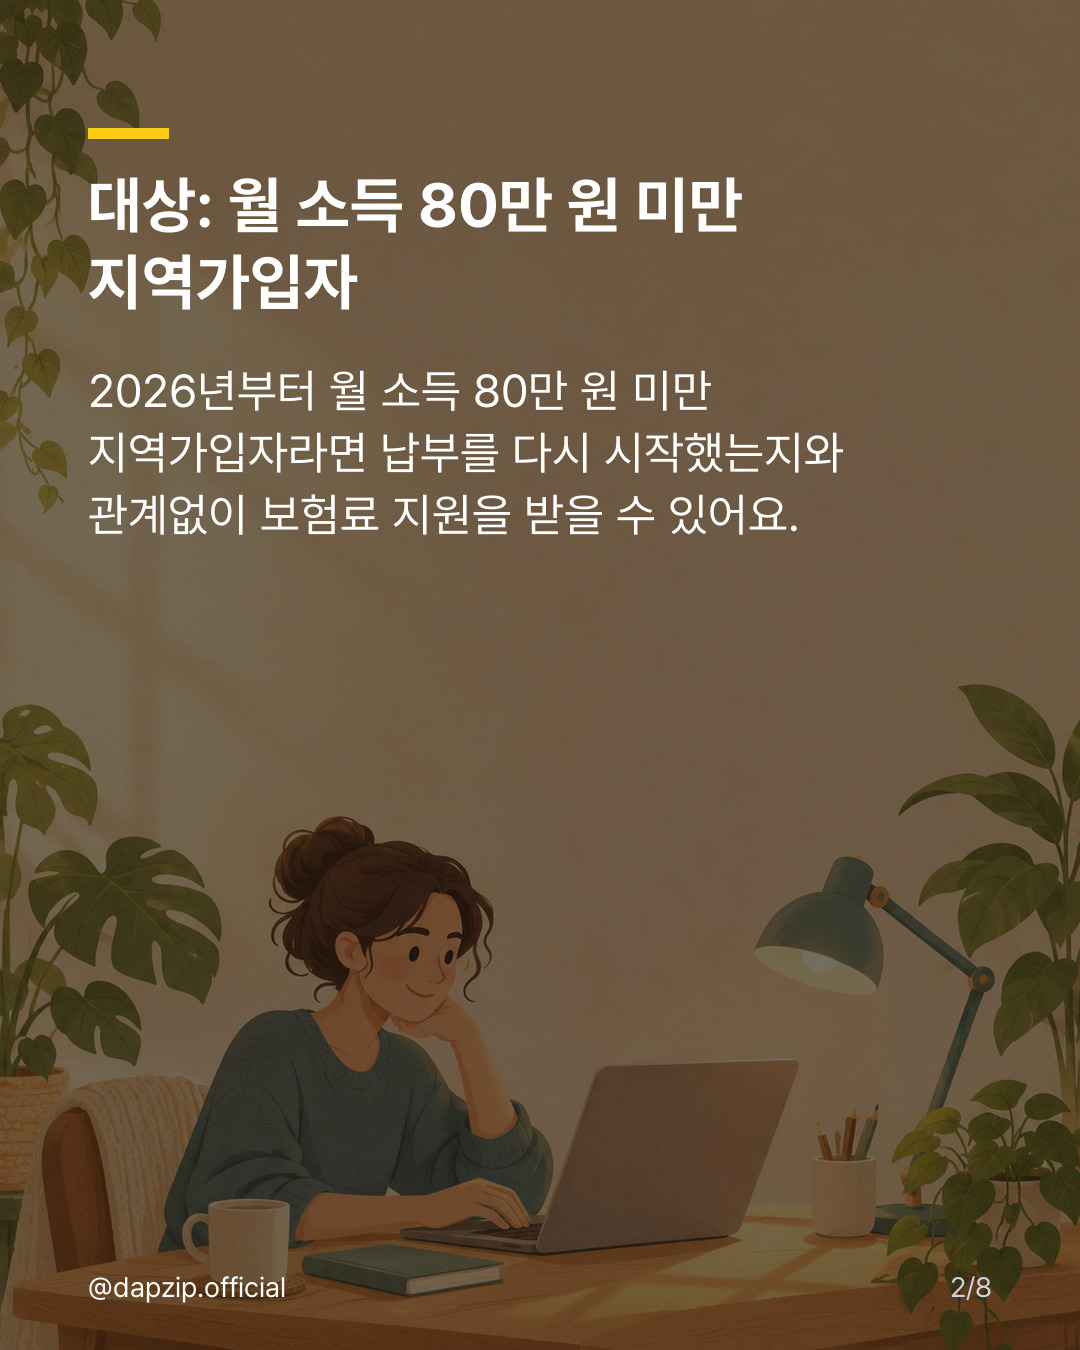 대상: 월 소득 80만 원 미만
지역가입자
2026년부터 월 소득 80만 원 미만
지역가입자라면 납부를 다시 시작했는지와
관계없이 보험료 지원을 받을 수 있어요.
@dapzip.official
2/8